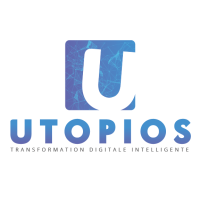 U
UTOPIOS
TRANSFORMATION DIGITALE INTELLIGENTE